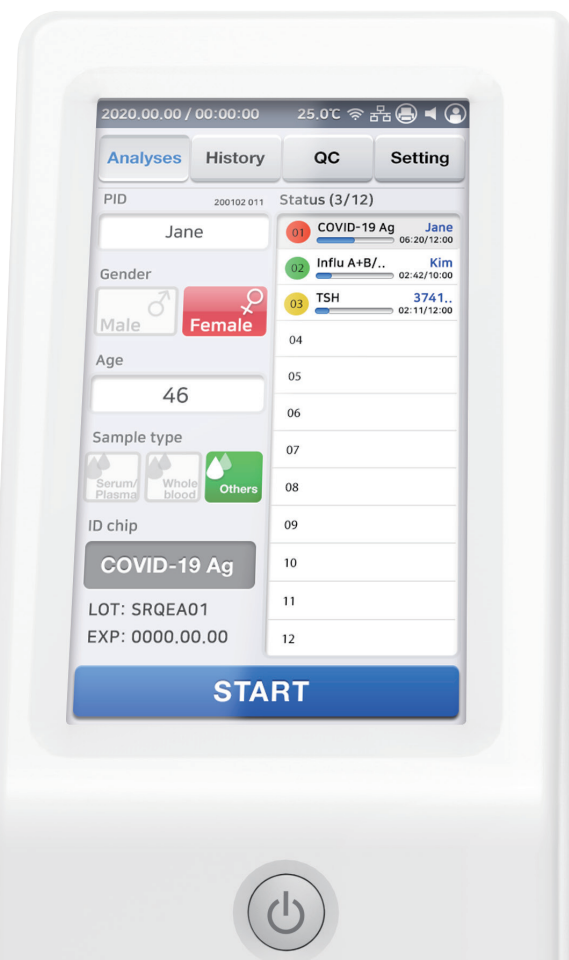 2020.00.00 / 00:00:00 25.0℃
Analyses History QC Setting
PID 200102 011
Jane
Gender
Male Female
Age
46
Sample type
Serum/
Plasma
Whole
blood
Others
ID chip
COVID-19 Ag
LOT: SRQEA01
EXP: 0000.00.00
Status (3/12)
01 COVID-19 Ag Jane
06:20/12:00
02 Influ A+B/.. Kim
02:42/10:00
03 TSH 3741..
02:11/12:00
04
05
06
07
08
09
10
11
12
START